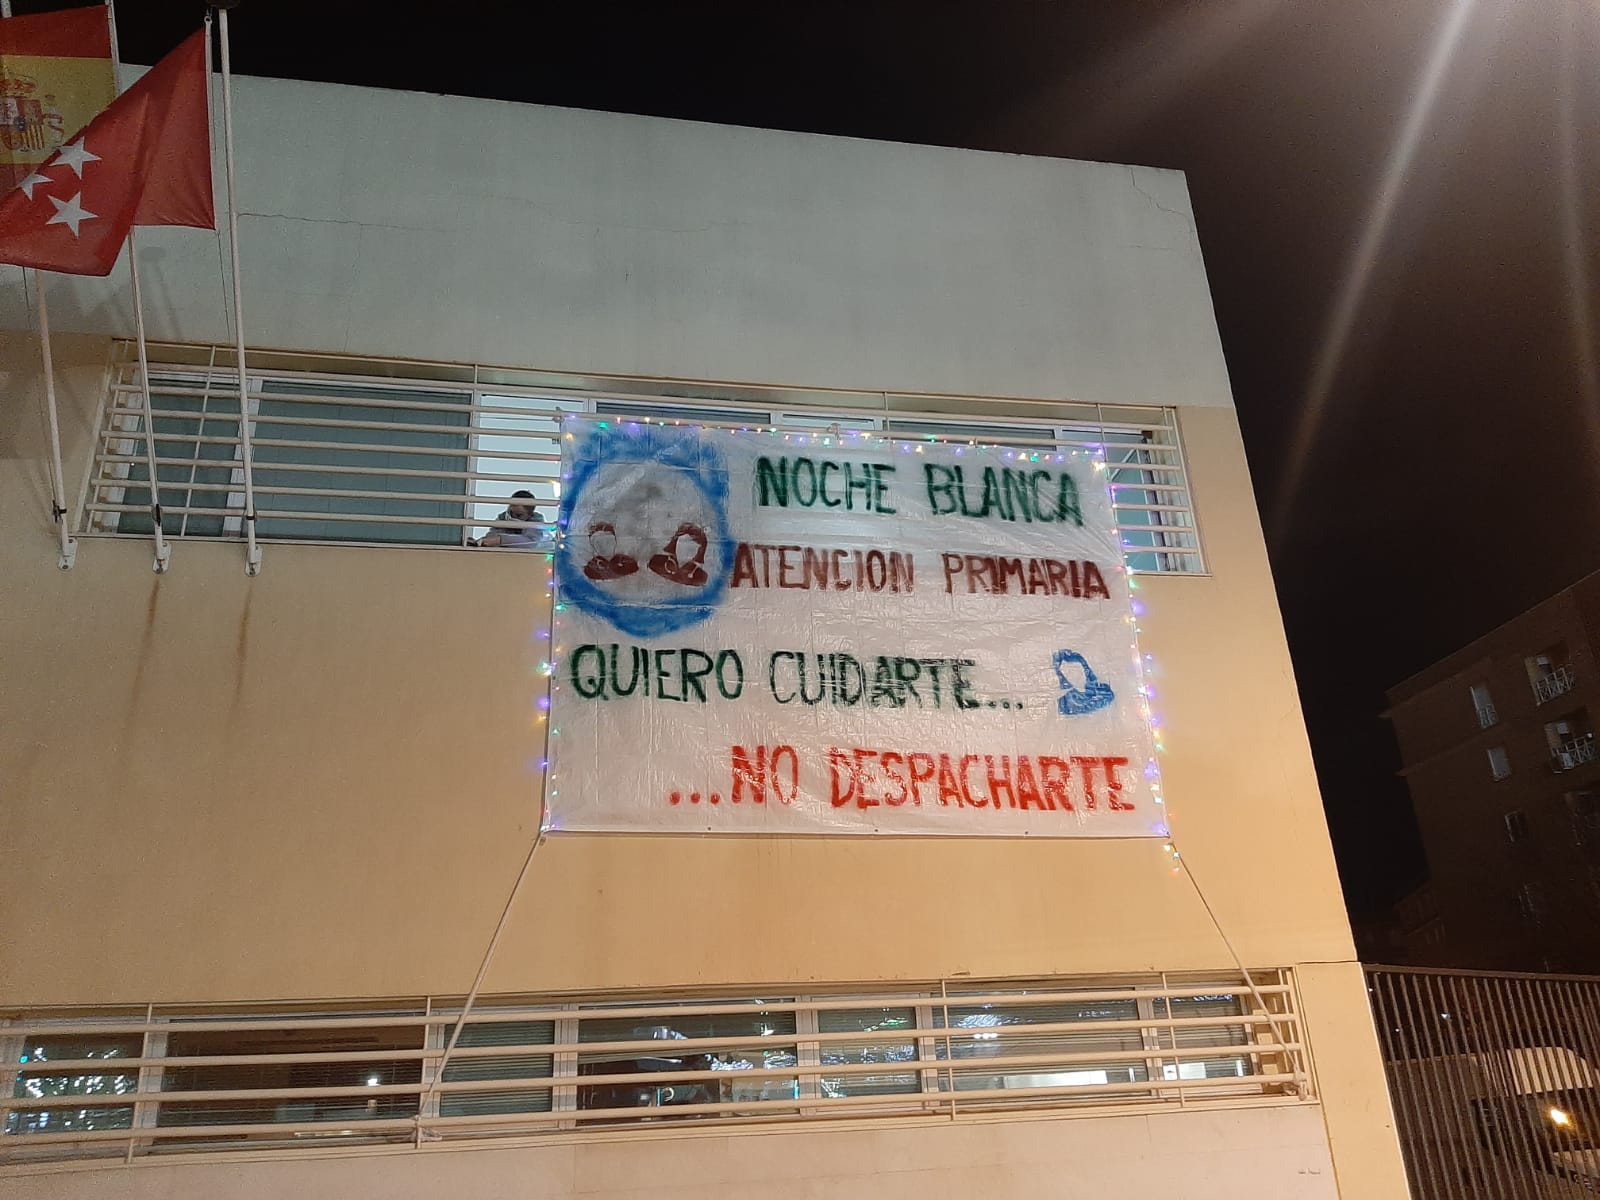 NOCHE BLANCA
ATENCION PRIMARIA
QUIERO CUIDARTE...
...NO DESPACHARTE